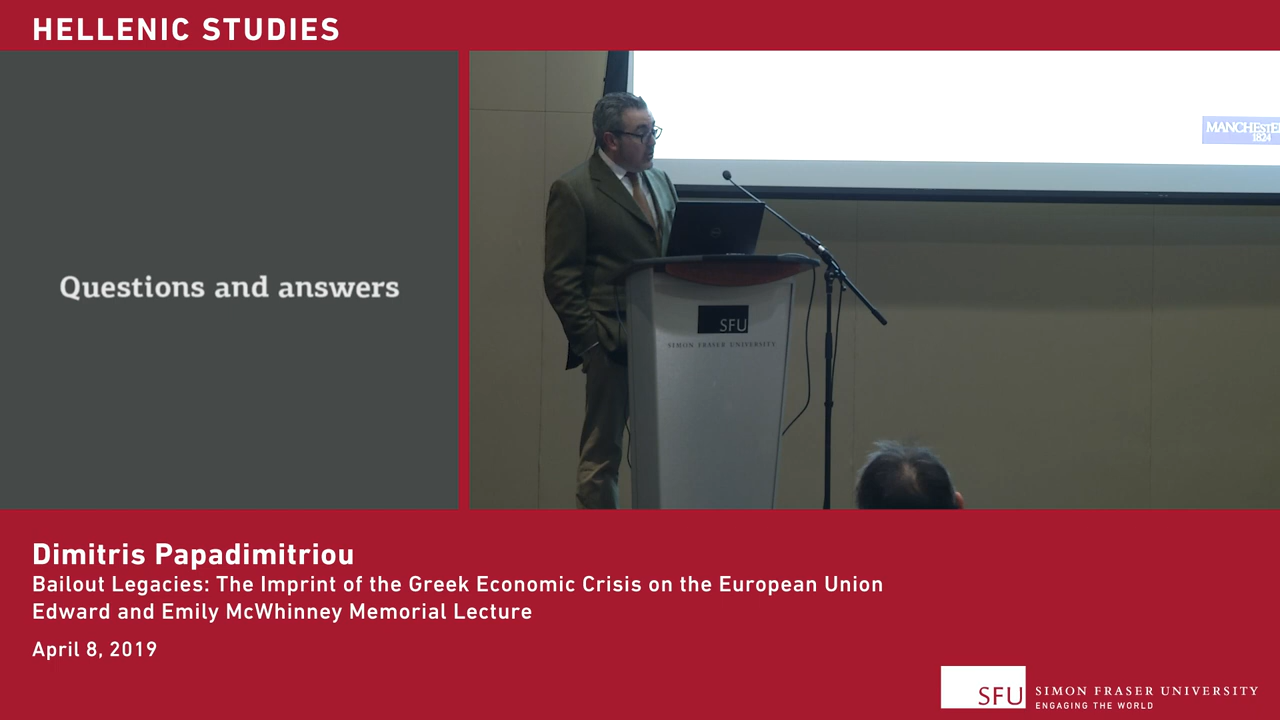 HELLENIC STUDIES
MANCHESTE
1824
SFU
SIMON FRASER UNIVERSITY
Questions and answers
Dimitris Papadimitriou
Bailout Legacies: The Imprint of the Greek Economic Crisis on the European Union
Edward and Emily McWhinney Memorial Lecture
April 8, 2019
SFU
SIMON FRASER UNIVERSITY
ENGAGING THE WORLD